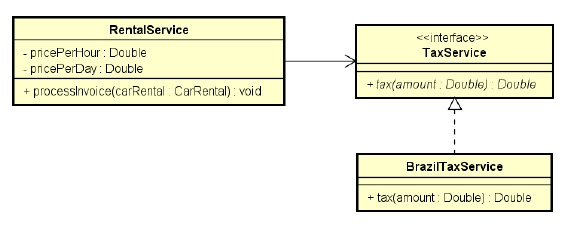 RentalService
- pricePerHour : Double
- pricePerDay : Double
+ processInvoice(carRental : CarRental) : void
<<interface>>
TaxService
+ tax(amount : Double) : Double
BrazilTaxService
+ tax(amount : Double) : Double